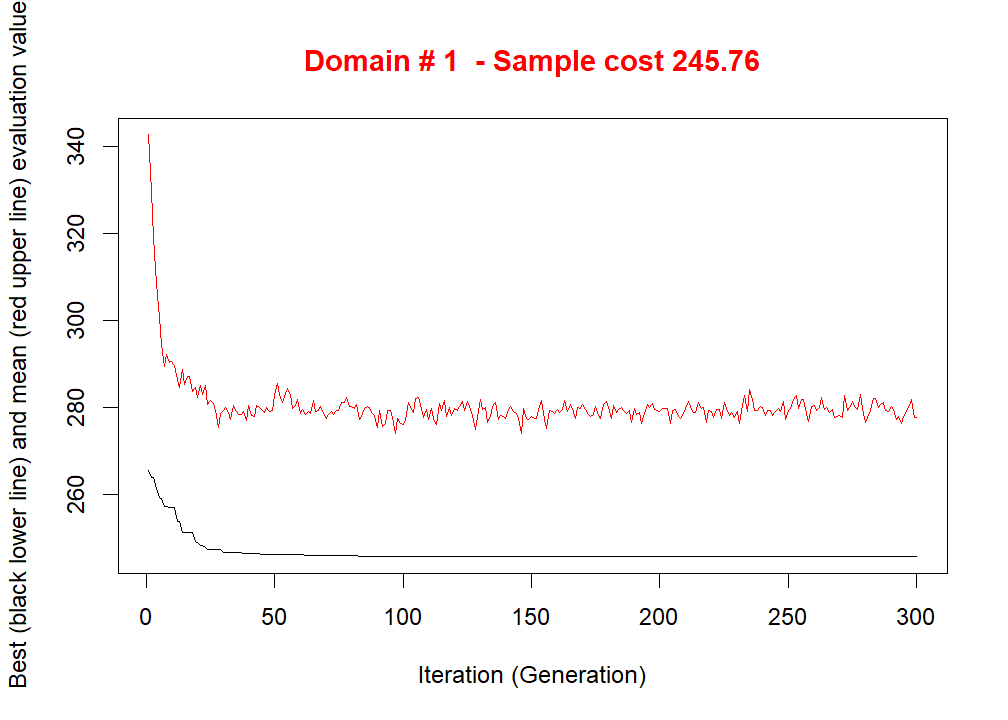 Domain # 1 - Sample cost 245.76
Best (black lower line) and mean (red upper line) evaluation value
340
320
300
280
260
0 50 100 150 200 250 300
Iteration (Generation)